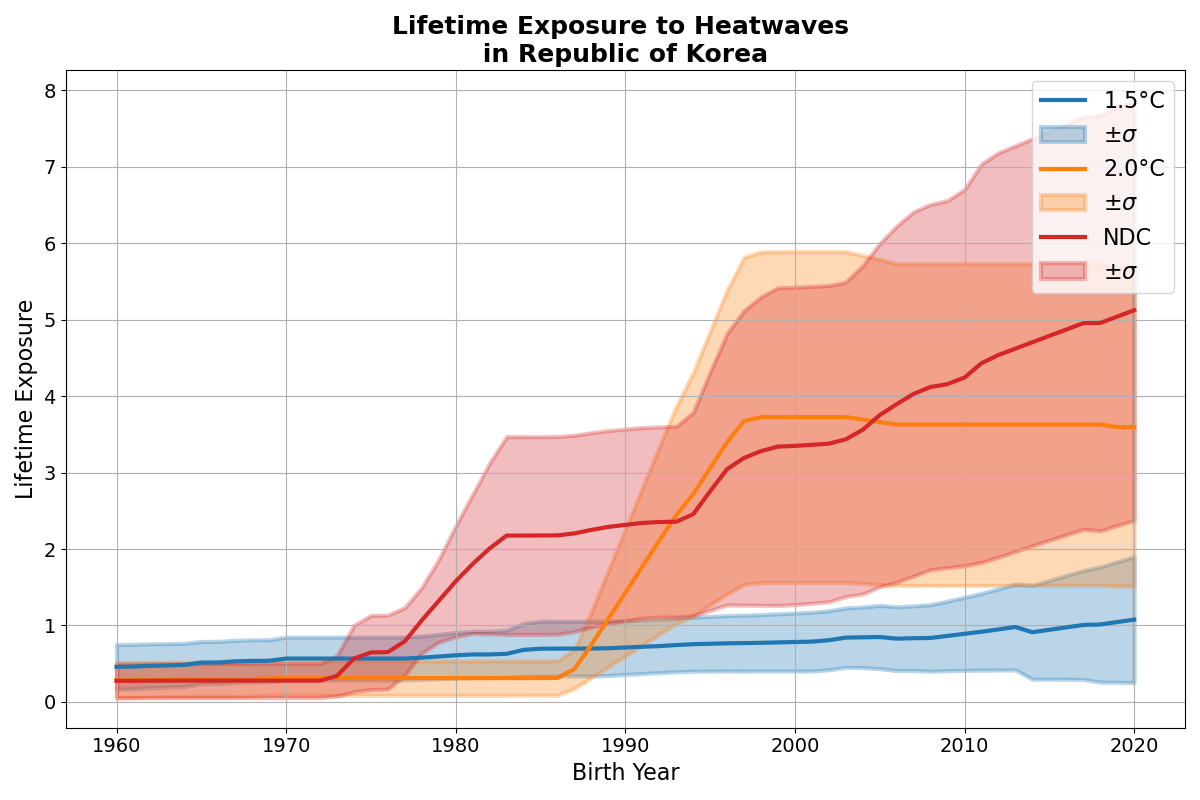 Lifetime Exposure to Heatwaves
in Republic of Korea
Lifetime Exposure
8
7
6
5
4
3
2
1
0
1960 1970 1980 1990 2000 2010 2020
Birth Year
1.5°C
±σ
2.0°C
±σ
NDC
±σ